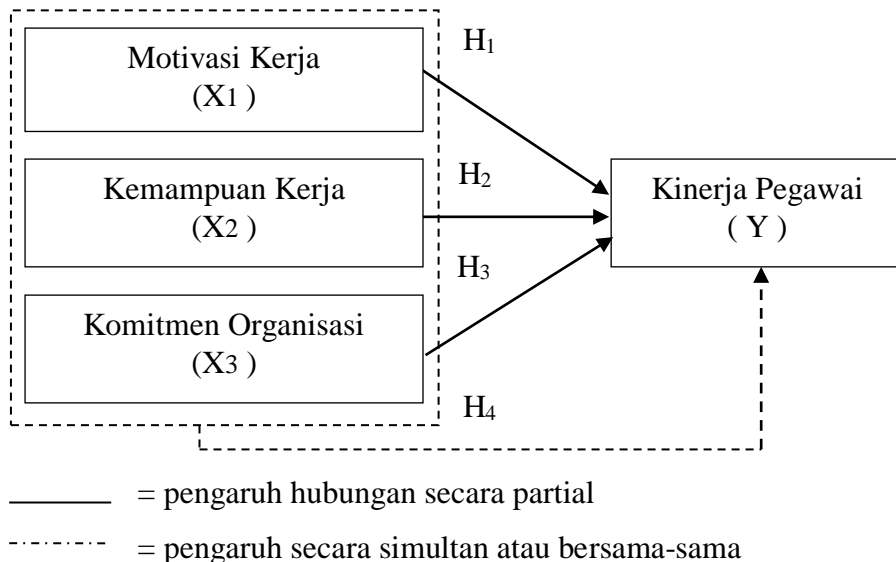 H₁
Motivasi Kerja
(X1 )
H₂
Kemampuan Kerja
(X2)
Kinerja Pegawai
( Y )
H₃
Komitmen Organisasi
(X3)
H₄
= pengaruh hubungan secara partial
= pengaruh secara simultan atau bersama-sama